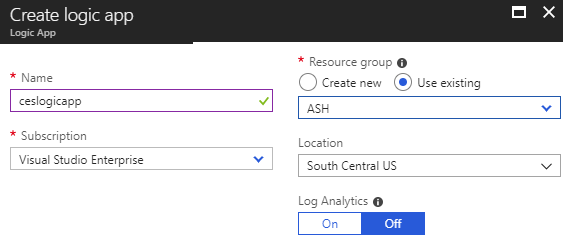 Create logic app
Logic App
* Name
ceslogicapp
* Subscription
Visual Studio Enterprise
* Resource group
Create new
Use existing
ASH
Location
South Central US
Log Analytics
On
Off